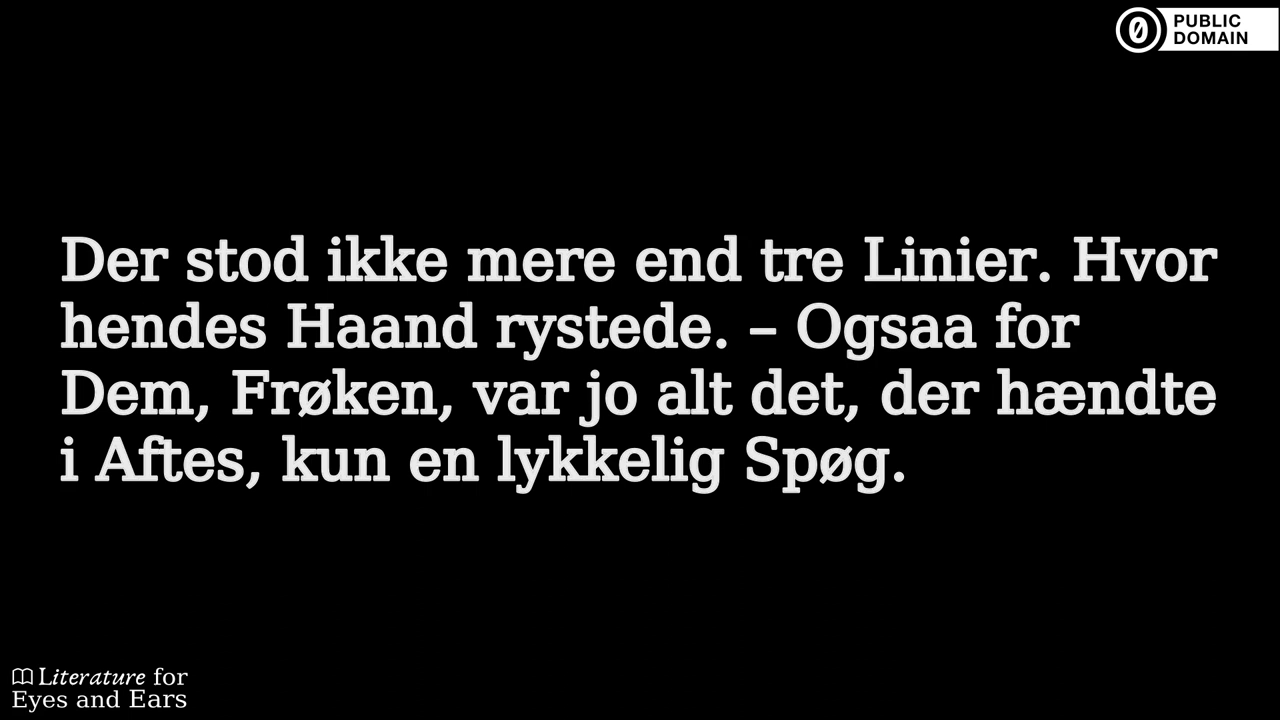 PUBLIC
DOMAIN
Der stod ikke mere end tre Linier. Hvor
hendes Haand rystede. – Ogsaa for
Dem, Frøken, var jo alt det, der hændte
i Aftes, kun en lykkelig Spøg.
Literature for
Eyes and Ears